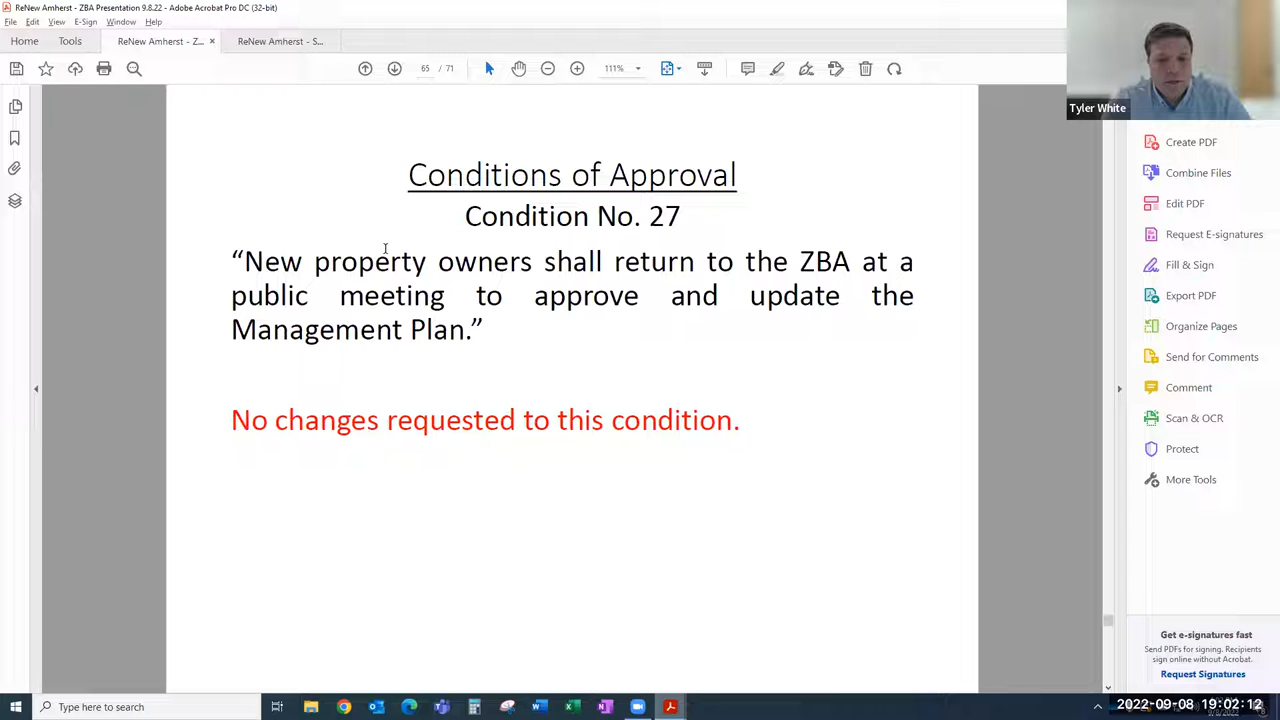 ReNew Amherst - ZBA Presentation 9.8.22 - Adobe Acrobat Pro DC (32-bit)
File Edit View E-Sign Window Help
Home Tools ReNew Amherst - Z... × ReNew Amherst - S...
65 / 71 111%
Tyler White
Conditions of Approval
Condition No. 27
“New property owners shall return to the ZBA at a
public meeting to approve and update the
Management Plan.”
No changes requested to this condition.
Create PDF
Combine Files
Edit PDF
Request E-signatures
Fill & Sign
Export PDF
Organize Pages
Send for Comments
Comment
Scan & OCR
Protect
More Tools
Get e-signatures fast
Send PDFs for signing. Recipients
sign online without Acrobat.
Request Signatures
Type here to search
2022-09-08 19:02:12